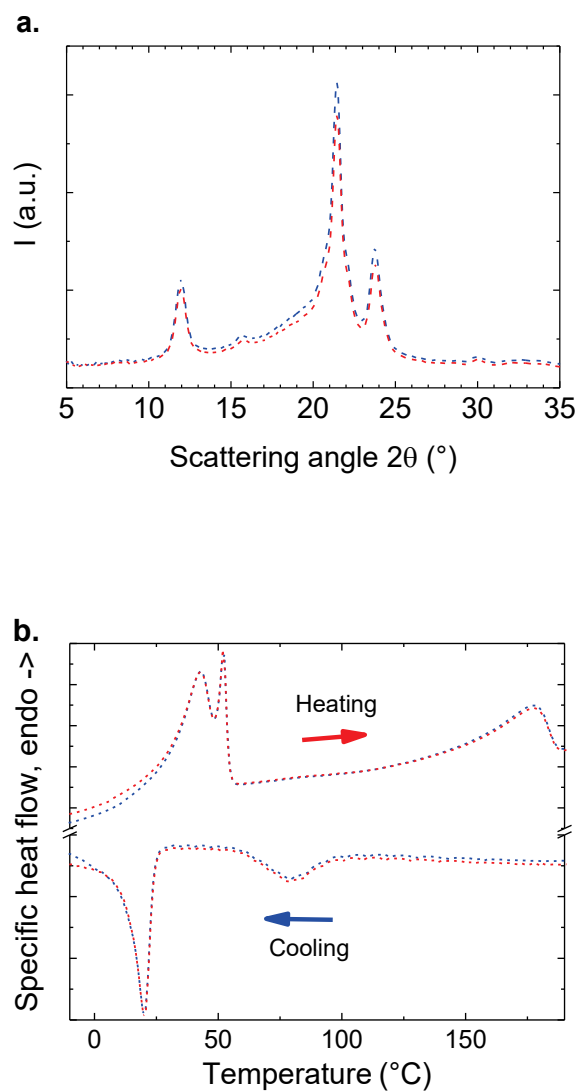 a.
I (a.u.)
5 10 15 20 25 30 35
Scattering angle 2θ (°)
b.
Specific heat flow, endo ->
Heating
Cooling
0 50 100 150
Temperature (°C)